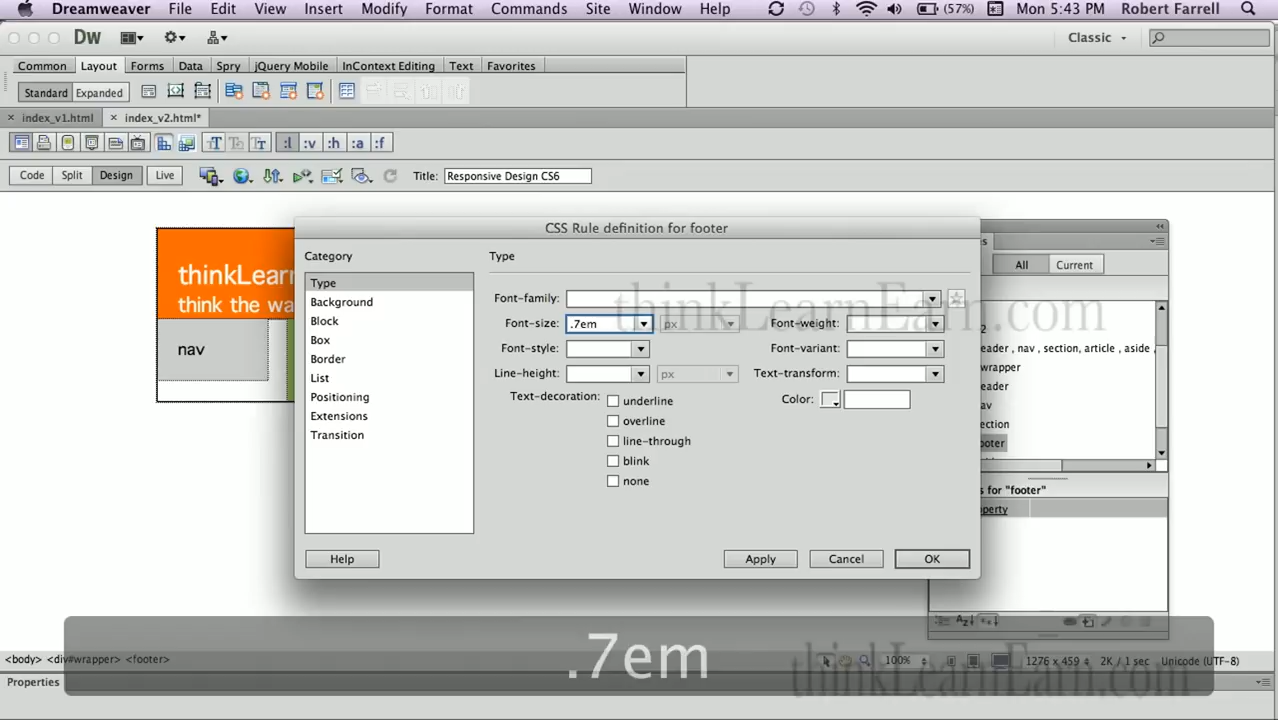 Dreamweaver File Edit View Insert Modify Format Commands Site Window Help (57%) Mon 5:43 PM Robert Farrell
Dw Classic
Common Layout Forms Data Spry jQuery Mobile InContext Editing Text Favorites
Standard Expanded
× index_v1.html × index_v2.html*
:l :v :h :a :f
Code Split Design Live Title: Responsive Design CS6
CSS Rule definition for footer
Category Type
All Current
thinkLearn
think the wa
nav
Type
Background
Block
Box
Border
List
Positioning
Extensions
Transition
Font-family:
thinkLearnEarn.com
Font-size: .7em px Font-weight:
Font-style: Font-variant:
Line-height: px Text-transform:
Text-decoration: underline Color:
overline
line-through
blink
none
Help Apply Cancel OK
2
eader , nav , section, article , aside ,
wrapper
eader
av
ection
ooter
s for "footer"
operty
.7em
<body> <div#wrapper> <footer> 100% 1276 x 459 2K / 1 sec Unicode (UTF-8)
thinkLearnEarn.com
Properties